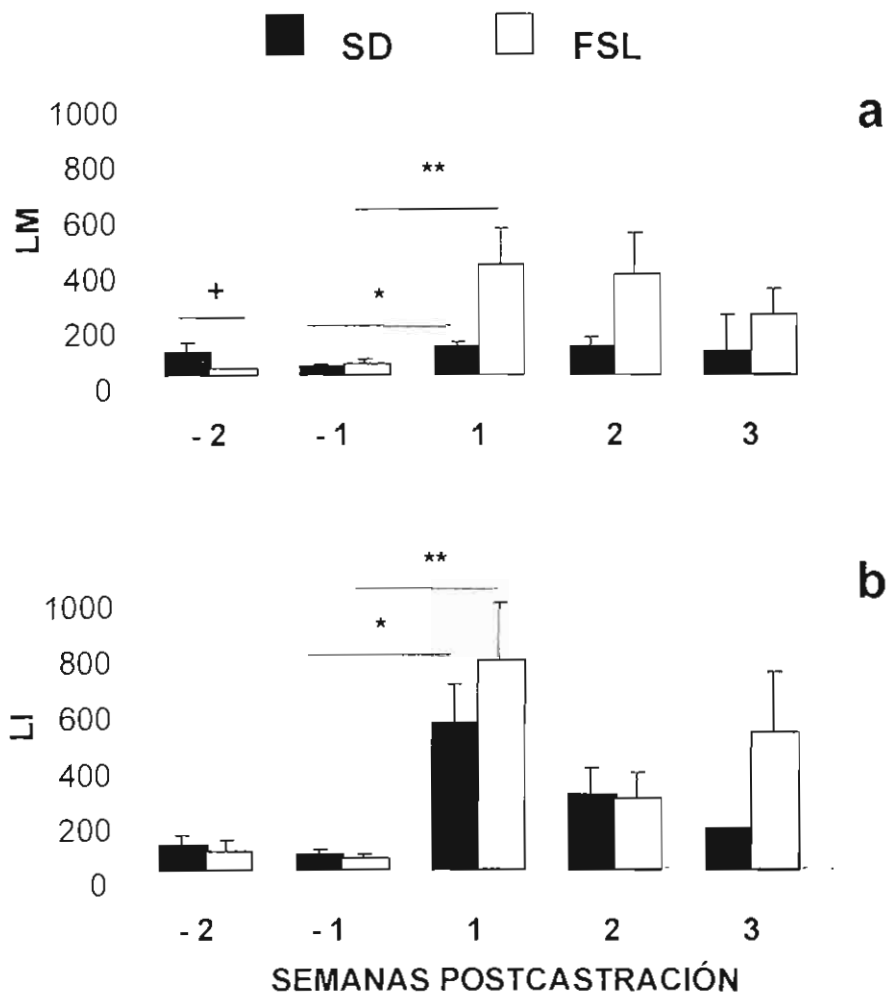 SD FSL
a
1000
800
600
400
200
0
LM
**
*
+
- 2 - 1 1 2 3
b
1000
800
600
400
200
0
LI
**
*
- 2 - 1 1 2 3
SEMANAS POSTCASTRACIÓN